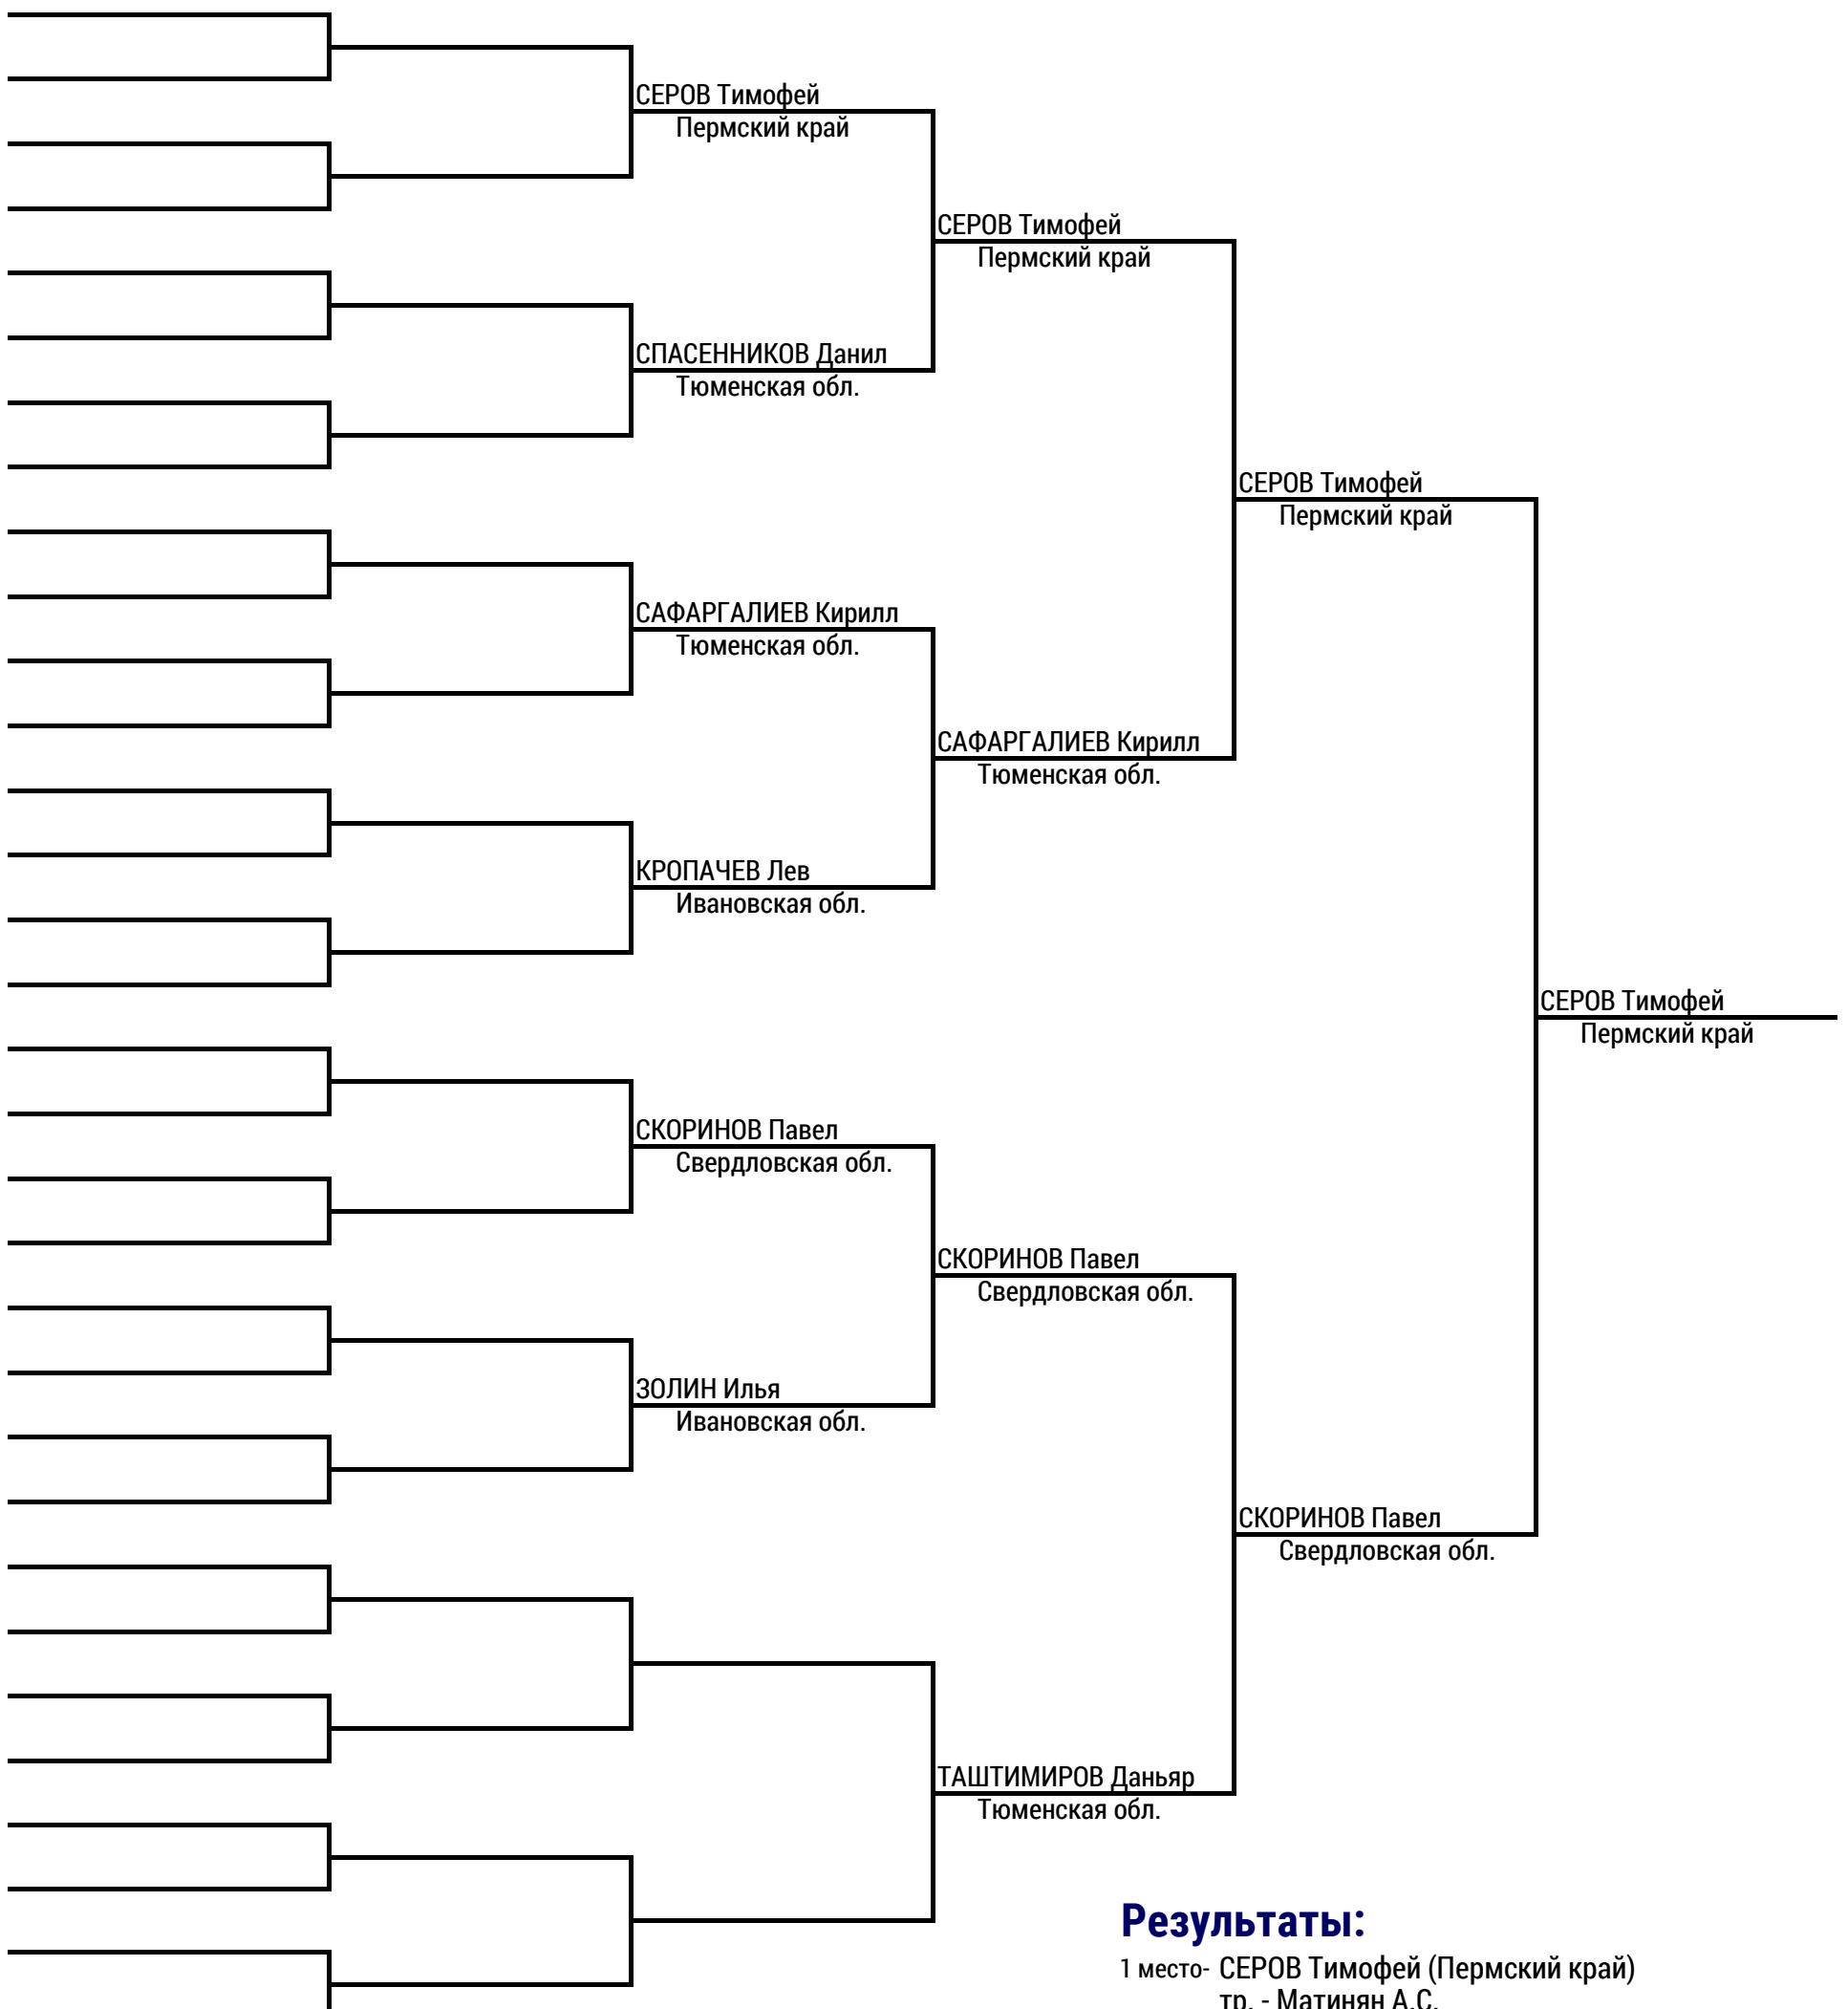 СЕРОВ Тимофей
Пермский край
СЕРОВ Тимофей
Пермский край
СПАСЕННИКОВ Данил
Тюменская обл.
СЕРОВ Тимофей
Пермский край
САФАРГАЛИЕВ Кирилл
Тюменская обл.
САФАРГАЛИЕВ Кирилл
Тюменская обл.
КРОПАЧЕВ Лев
Ивановская обл.
СЕРОВ Тимофей
Пермский край
СКОРИНОВ Павел
Свердловская обл.
СКОРИНОВ Павел
Свердловская обл.
ЗОЛИН Илья
Ивановская обл.
СКОРИНОВ Павел
Свердловская обл.
ТАШТИМИРОВ Даньяр
Тюменская обл.
Результаты:
1 место- СЕРОВ Тимофей (Пермский край)
тр. - Матинян А.С.